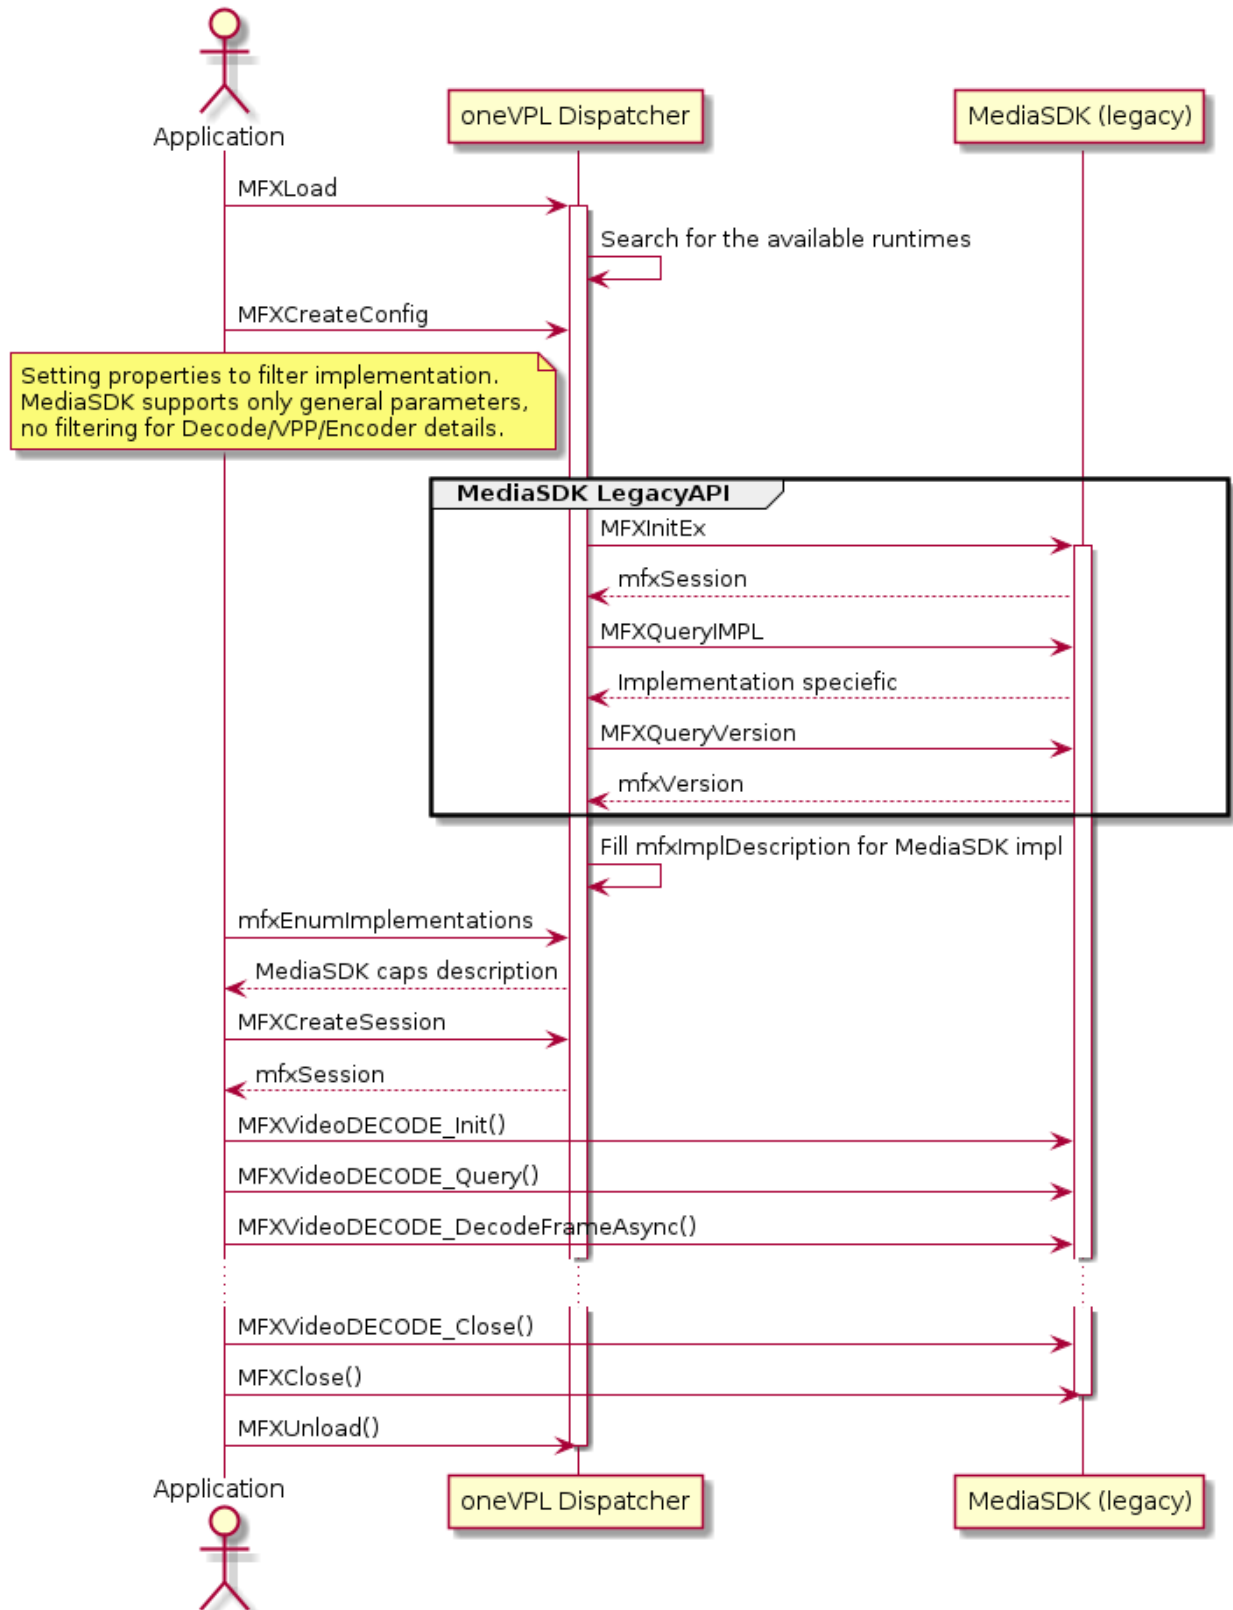 Application
oneVPL Dispatcher
MediaSDK (legacy)
MFXLoad
Search for the available runtimes
MFXCreateConfig
Setting properties to filter implementation.
MediaSDK supports only general parameters,
no filtering for Decode/VPP/Encoder details.
MediaSDK LegacyAPI
MFXInitEx
mfxSession
MFXQueryIMPL
Implementation speciefic
MFXQueryVersion
mfxVersion
Fill mfxImplDescription for MediaSDK impl
mfxEnumImplementations
MediaSDK caps description
MFXCreateSession
mfxSession
MFXVideoDECODE_Init()
MFXVideoDECODE_Query()
MFXVideoDECODE_DecodeFrameAsync()
MFXVideoDECODE_Close()
MFXClose()
MFXUnload()
Application
oneVPL Dispatcher
MediaSDK (legacy)